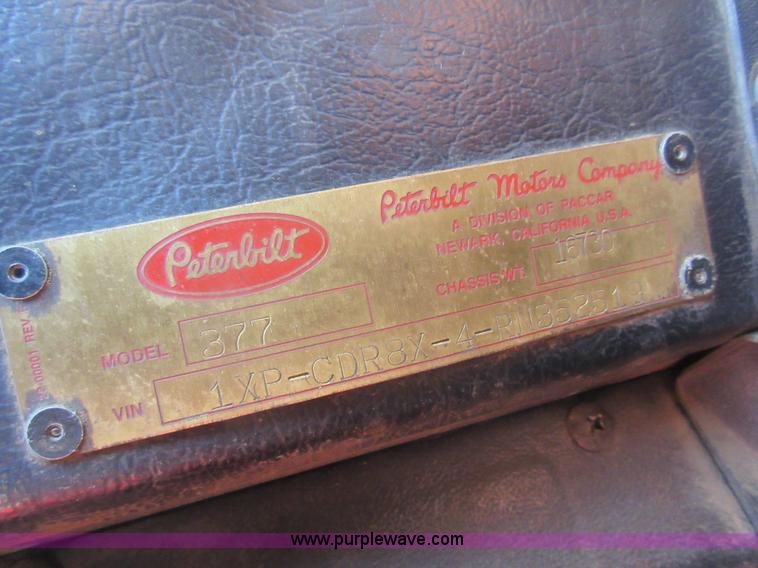 Peterbilt
Peterbilt Motors Company
A DIVISION OF PACCAR
NEWARK, CALIFORNIA U.S.A.
CHASSIS WT. 16730
MODEL 377
VIN 1XP-CDR8X-4-RN352513
www.purplewave.com